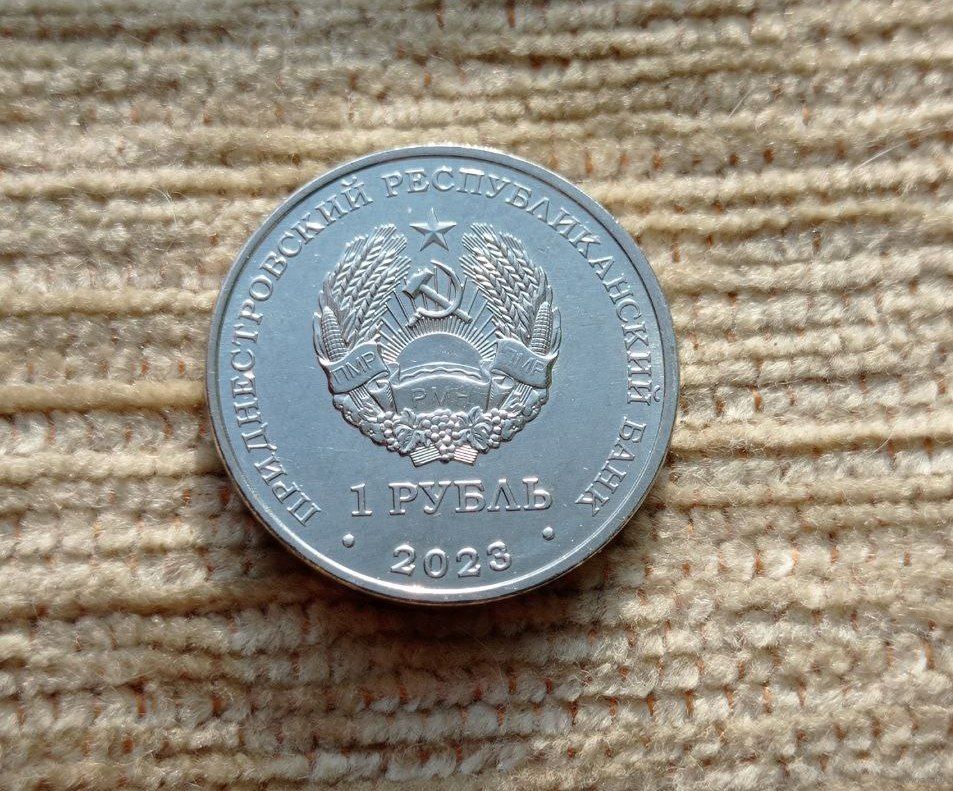 ПРИДНЕСТРОВСКИЙ РЕСПУБЛИКАНСКИЙ БАНК
ПМР
ПМР
РМН
1 РУБЛЬ
• 2023 •